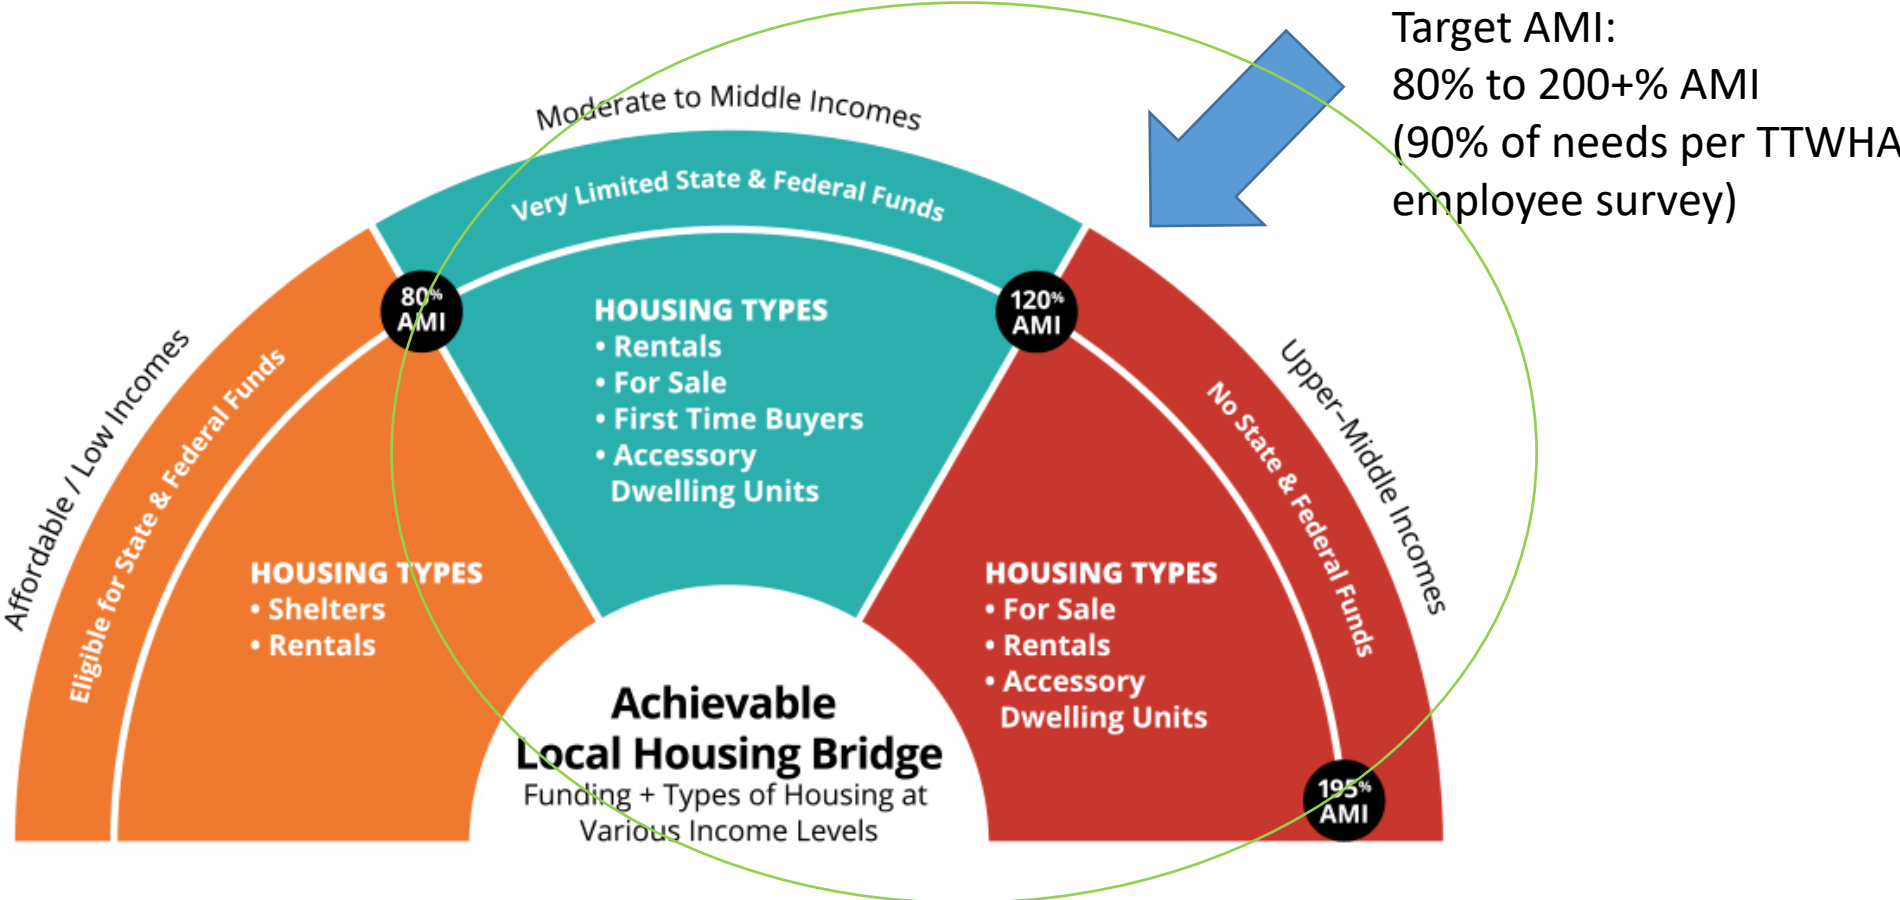 Target AMI:
80% to 200+% AMI
(90% of needs per TTWHA
employee survey)
Moderate to Middle Incomes
Very Limited State & Federal Funds
80% AMI
120% AMI
HOUSING TYPES
• Rentals
• For Sale
• First Time Buyers
• Accessory
Dwelling Units
Affordable / Low Incomes
Eligible for State & Federal Funds
HOUSING TYPES
• Shelters
• Rentals
Upper–Middle Incomes
No State & Federal Funds
HOUSING TYPES
• For Sale
• Rentals
• Accessory
Dwelling Units
195% AMI
Achievable
Local Housing Bridge
Funding + Types of Housing at
Various Income Levels